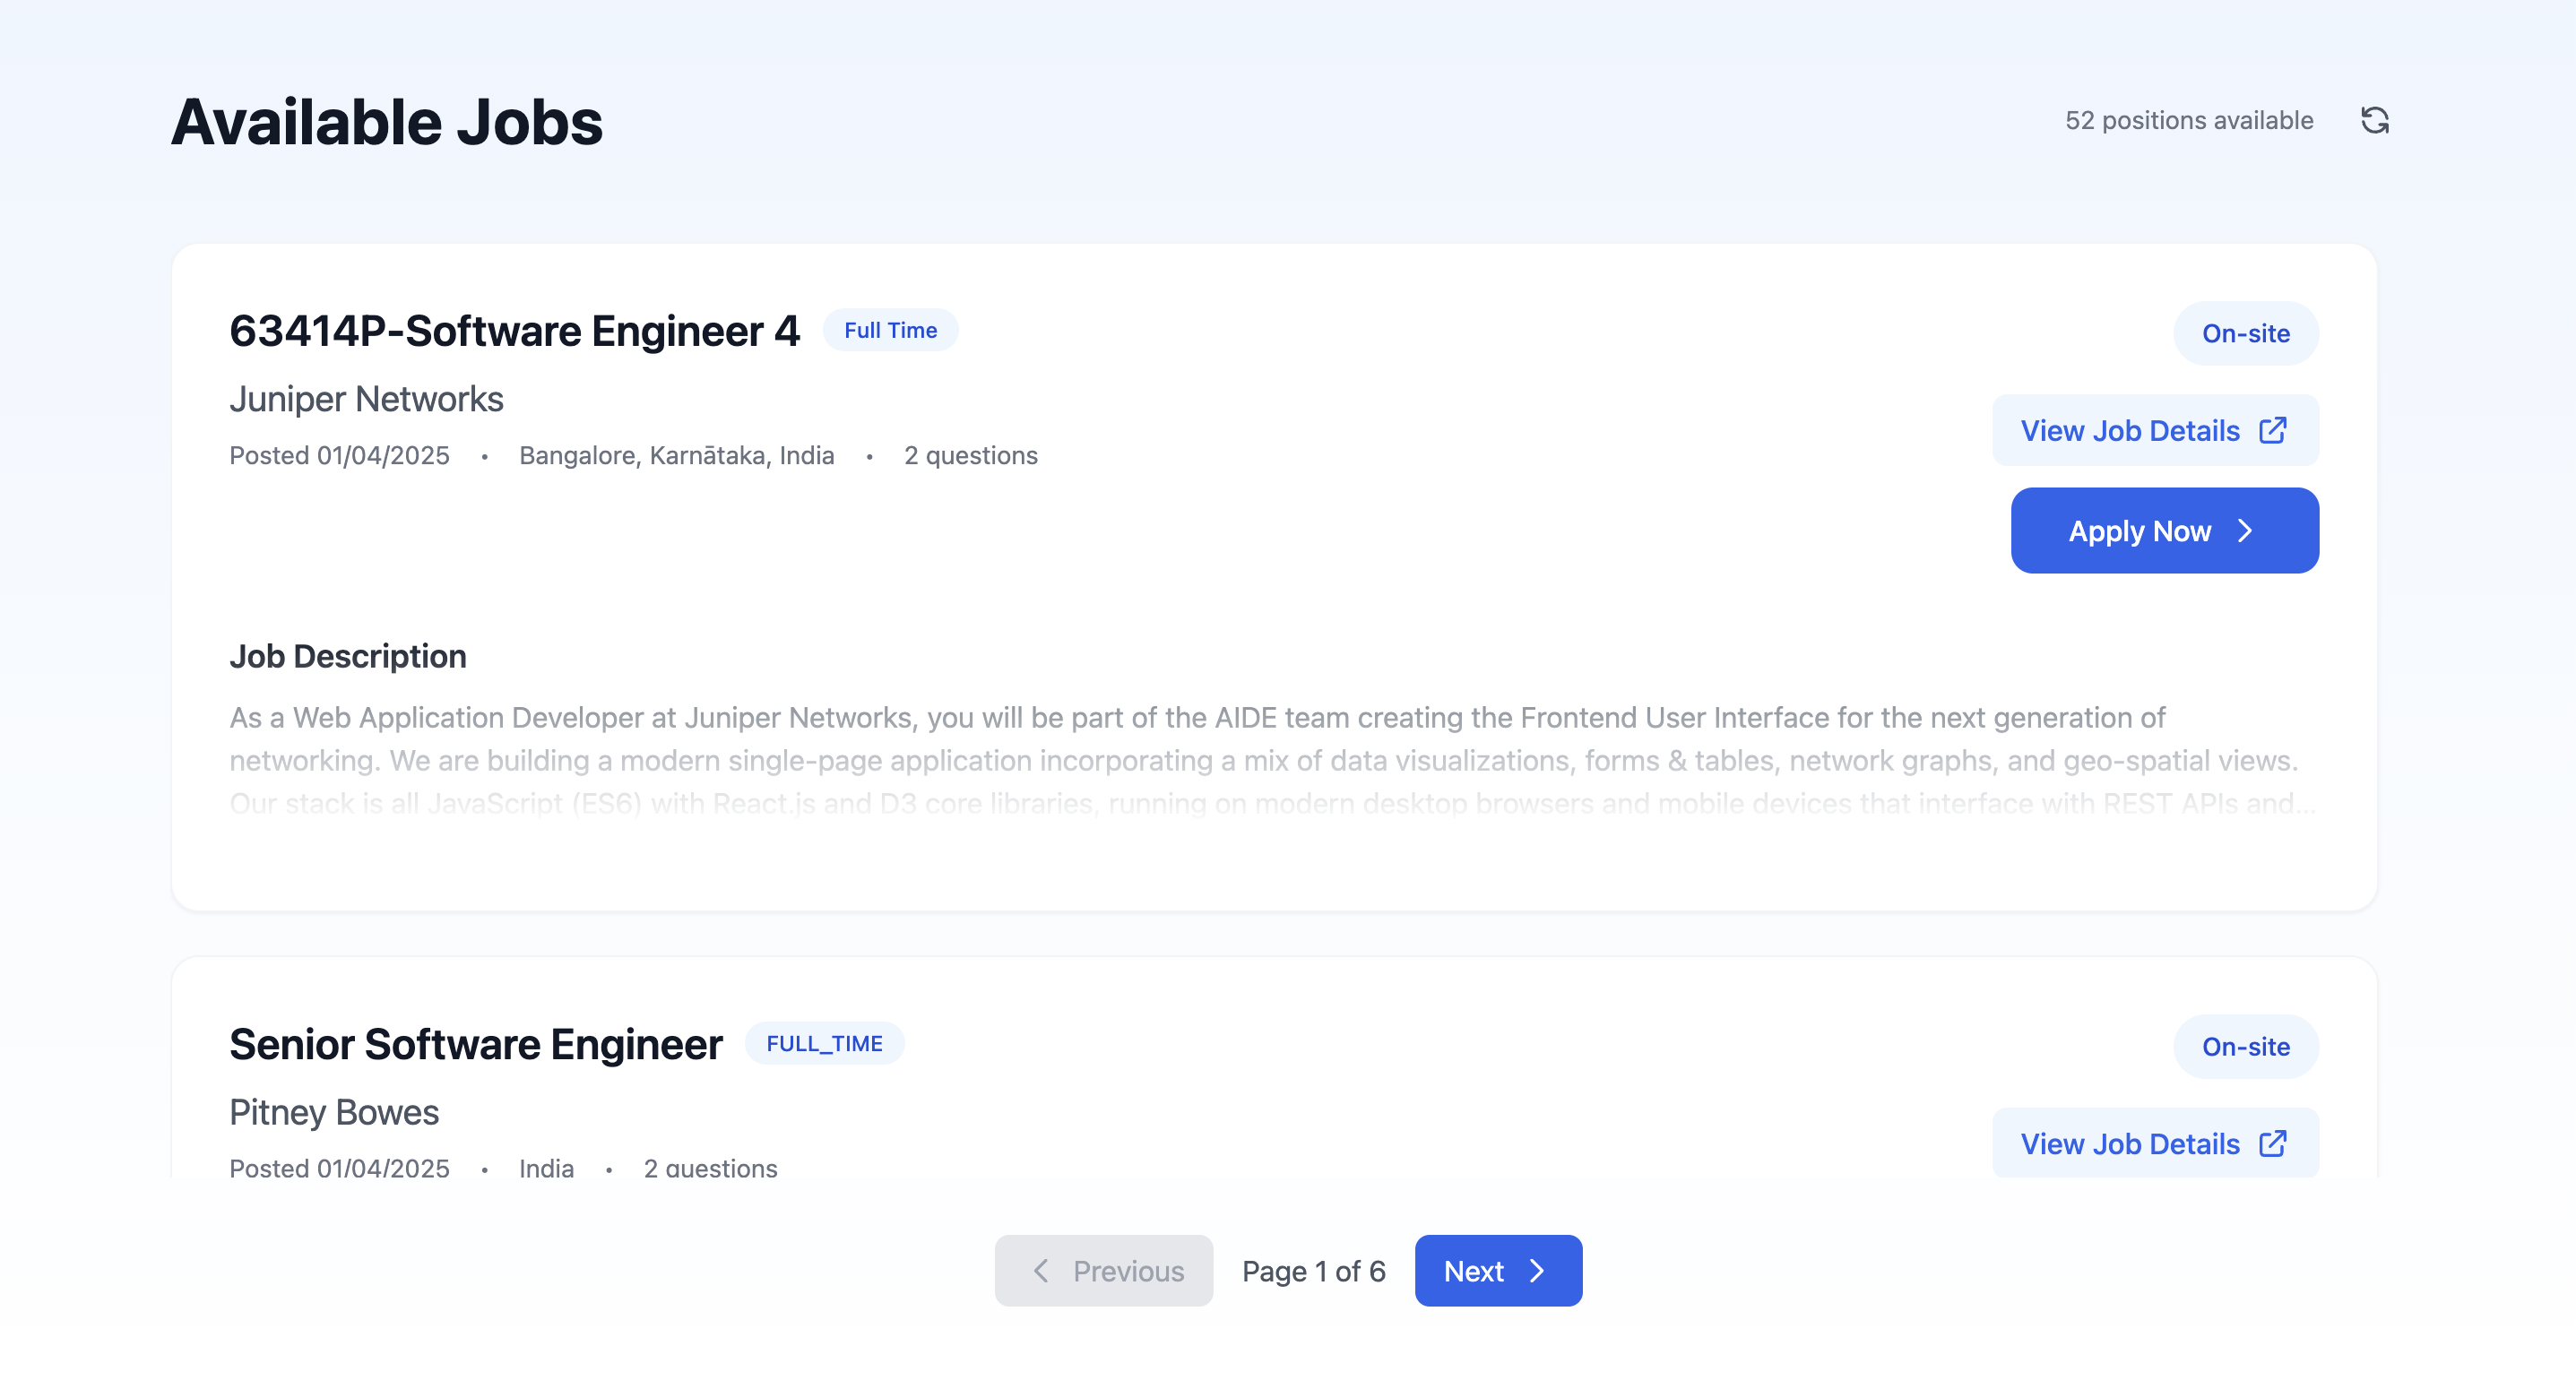 Available Jobs
52 positions available
63414P-Software Engineer 4
Full Time
On-site
Juniper Networks
View Job Details
Posted 01/04/2025 • Bangalore, Karnātaka, India • 2 questions
Apply Now
Job Description
As a Web Application Developer at Juniper Networks, you will be part of the AIDE team creating the Frontend User Interface for the next generation of
networking. We are building a modern single-page application incorporating a mix of data visualizations, forms & tables, network graphs, and geo-spatial views.
Our stack is all JavaScript (ES6) with React.js and D3 core libraries, running on modern desktop browsers and mobile devices that interface with REST APIs and...
Senior Software Engineer
FULL_TIME
On-site
Pitney Bowes
View Job Details
Posted 01/04/2025 • India • 2 questions
Previous
Page 1 of 6
Next